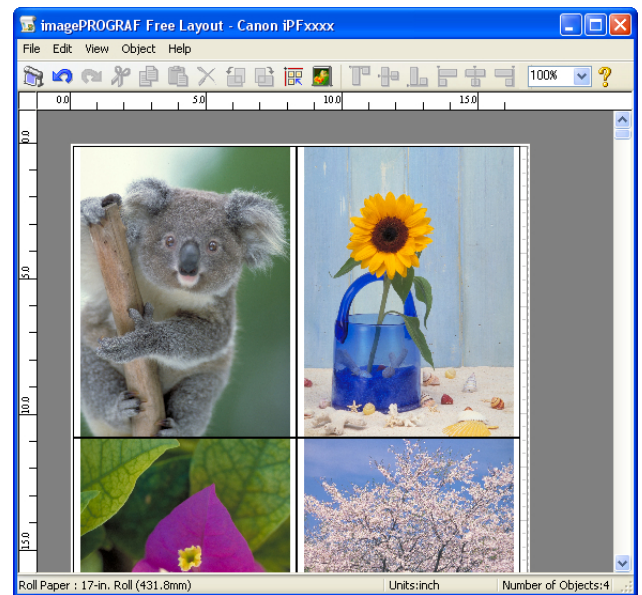 imagePROGRAF Free Layout - Canon iPFxxxx
File Edit View Object Help
100%
0.0 5.0 10.0 15.0
0.0
5.0
10.0
15.0
Roll Paper : 17-in. Roll (431.8mm) Units:inch Number of Objects:4